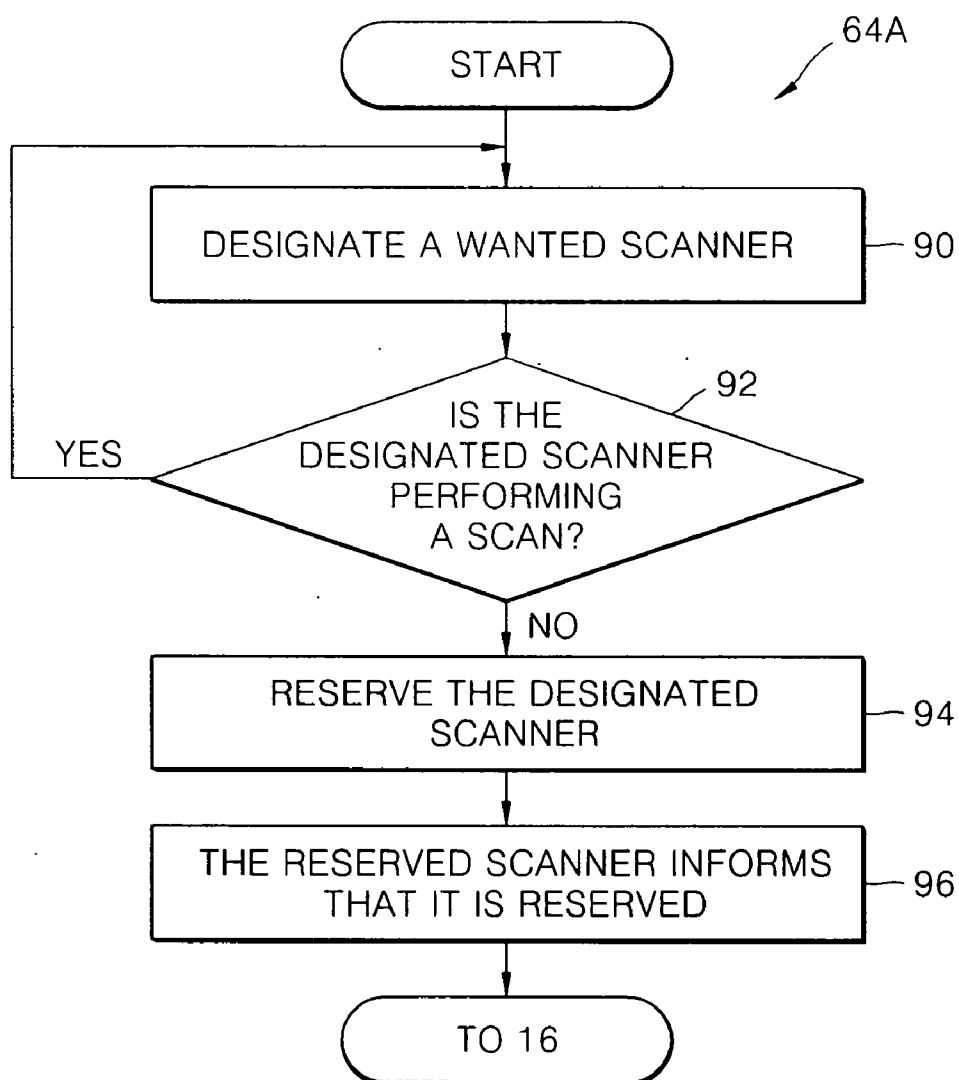 64A
START
DESIGNATE A WANTED SCANNER
90
92
IS THE
DESIGNATED SCANNER
PERFORMING
A SCAN?
YES
NO
RESERVE THE DESIGNATED
SCANNER
94
THE RESERVED SCANNER INFORMS
THAT IT IS RESERVED
96
TO 16